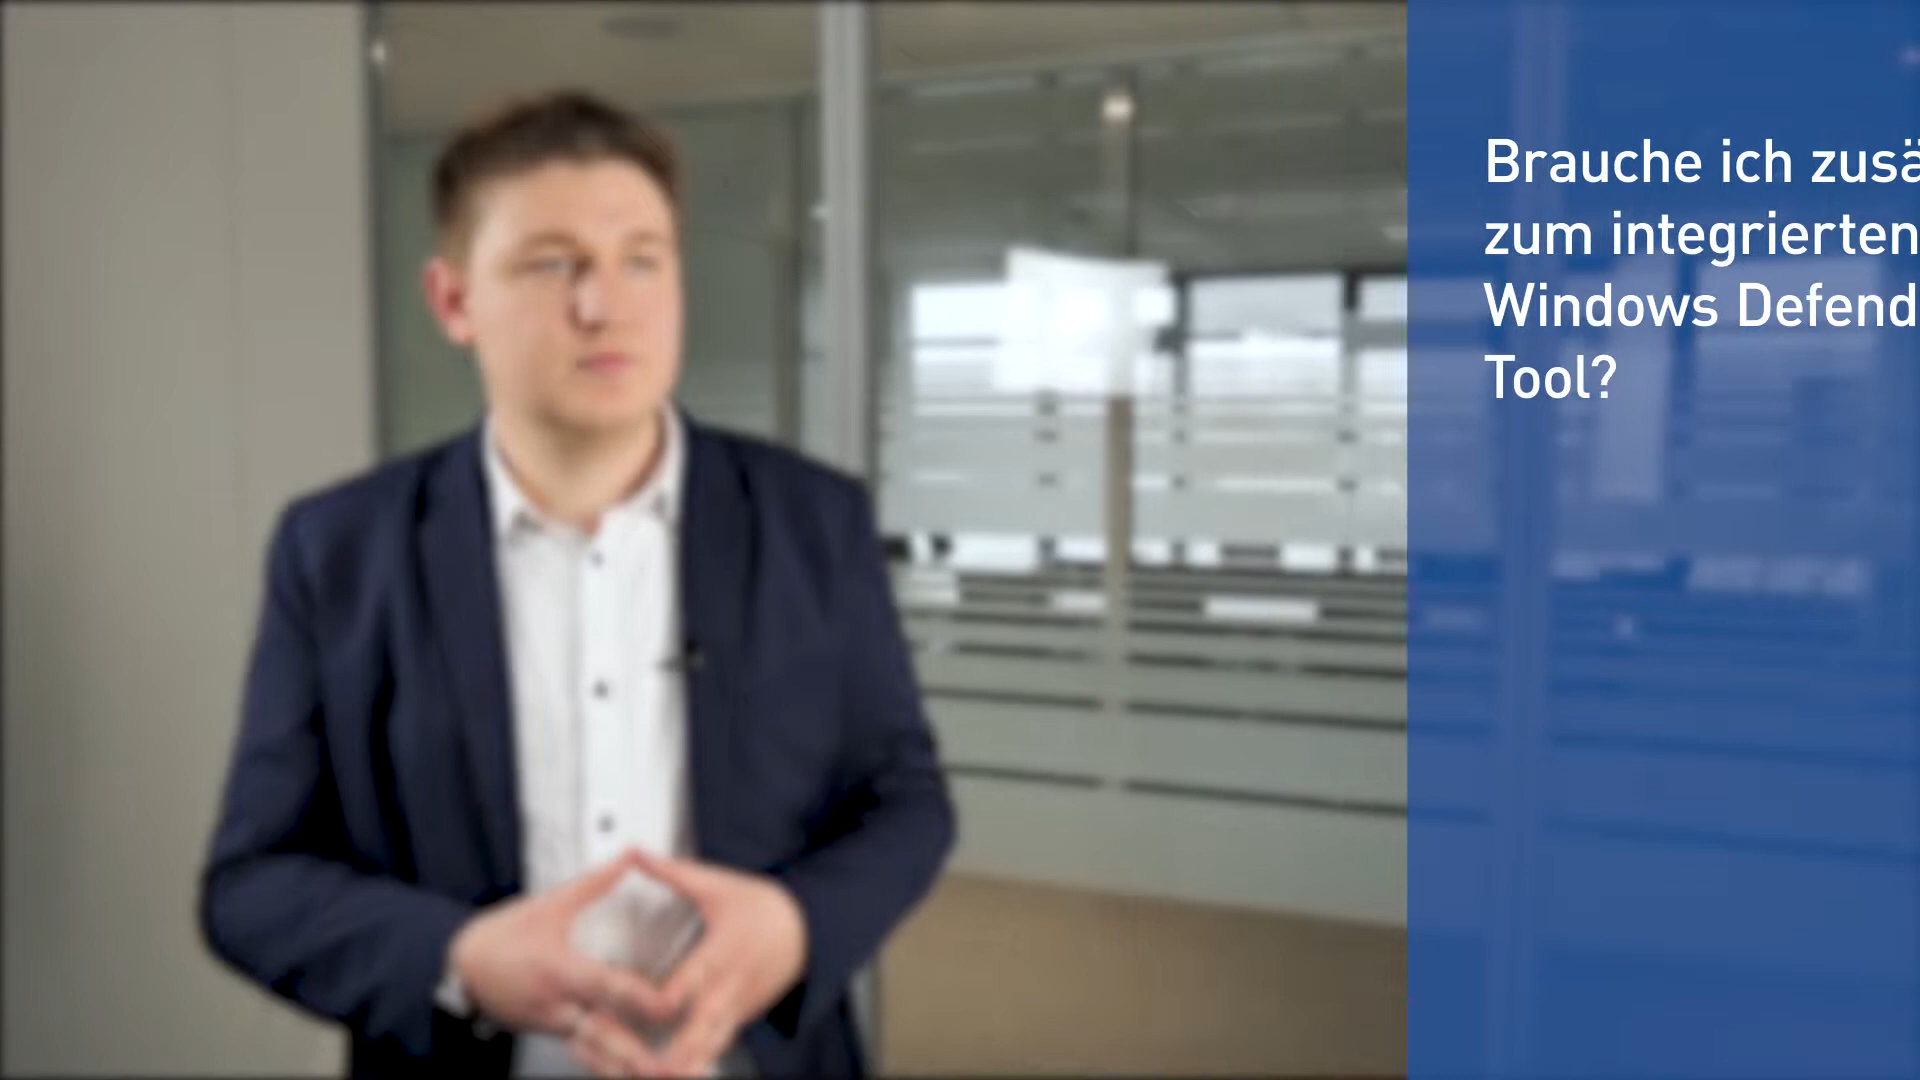 Brauche ich zusä
zum integrierten
Windows Defend
Tool?